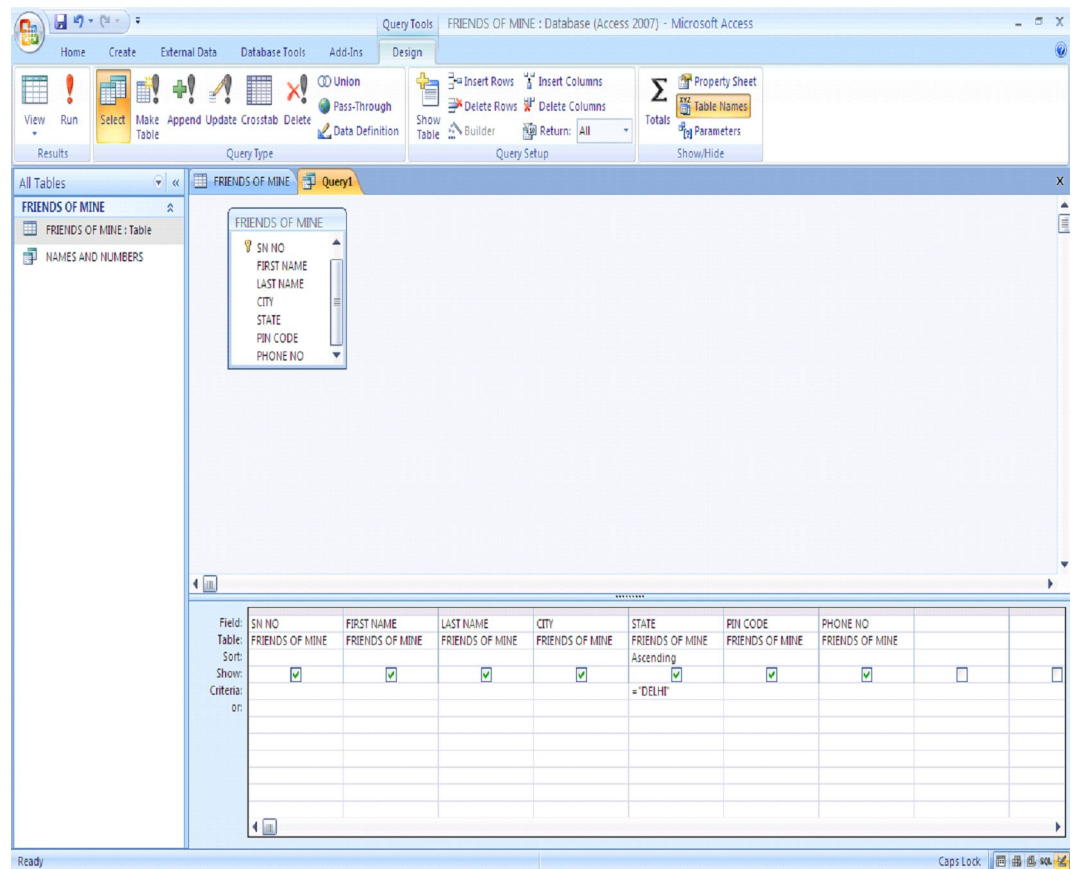 Query Tools FRIENDS OF MINE : Database (Access 2007) - Microsoft Access
Home Create External Data Database Tools Add-Ins Design
View Run Select Make Table Append Update Crosstab Delete
Union
Pass-Through
Data Definition
Show Table
Insert Rows Insert Columns
Delete Rows Delete Columns
Builder Return: All
Totals
Property Sheet
Table Names
Parameters
Results Query Type Query Setup Show/Hide
All Tables
FRIENDS OF MINE
FRIENDS OF MINE : Table
NAMES AND NUMBERS
FRIENDS OF MINE Query1
FRIENDS OF MINE
SN NO
FIRST NAME
LAST NAME
CITY
STATE
PIN CODE
PHONE NO
Field: SN NO FIRST NAME LAST NAME CITY STATE PIN CODE PHONE NO
Table: FRIENDS OF MINE FRIENDS OF MINE FRIENDS OF MINE FRIENDS OF MINE FRIENDS OF MINE FRIENDS OF MINE FRIENDS OF MINE
Sort: Ascending
Show:
Criteria: ="DELHI"
or:
Ready Caps Lock SQL